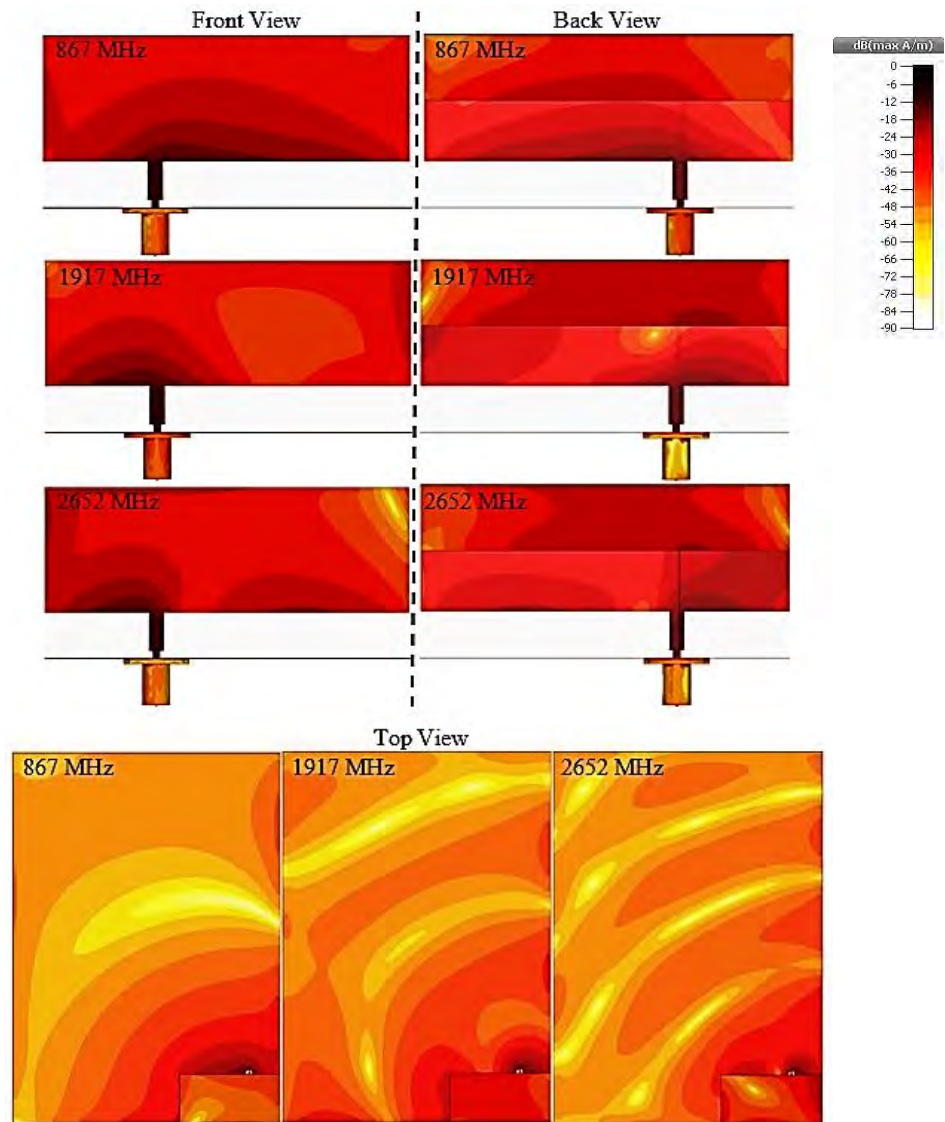 Front View
Back View
867 MHz
867 MHz
dB(max A/m)
0
-6
-12
-18
-24
-30
-36
-42
-48
-54
-60
-66
-72
-78
-84
-90
1917 MHz
1917 MHz
2652 MHz
2652 MHz
Top View
867 MHz
1917 MHz
2652 MHz